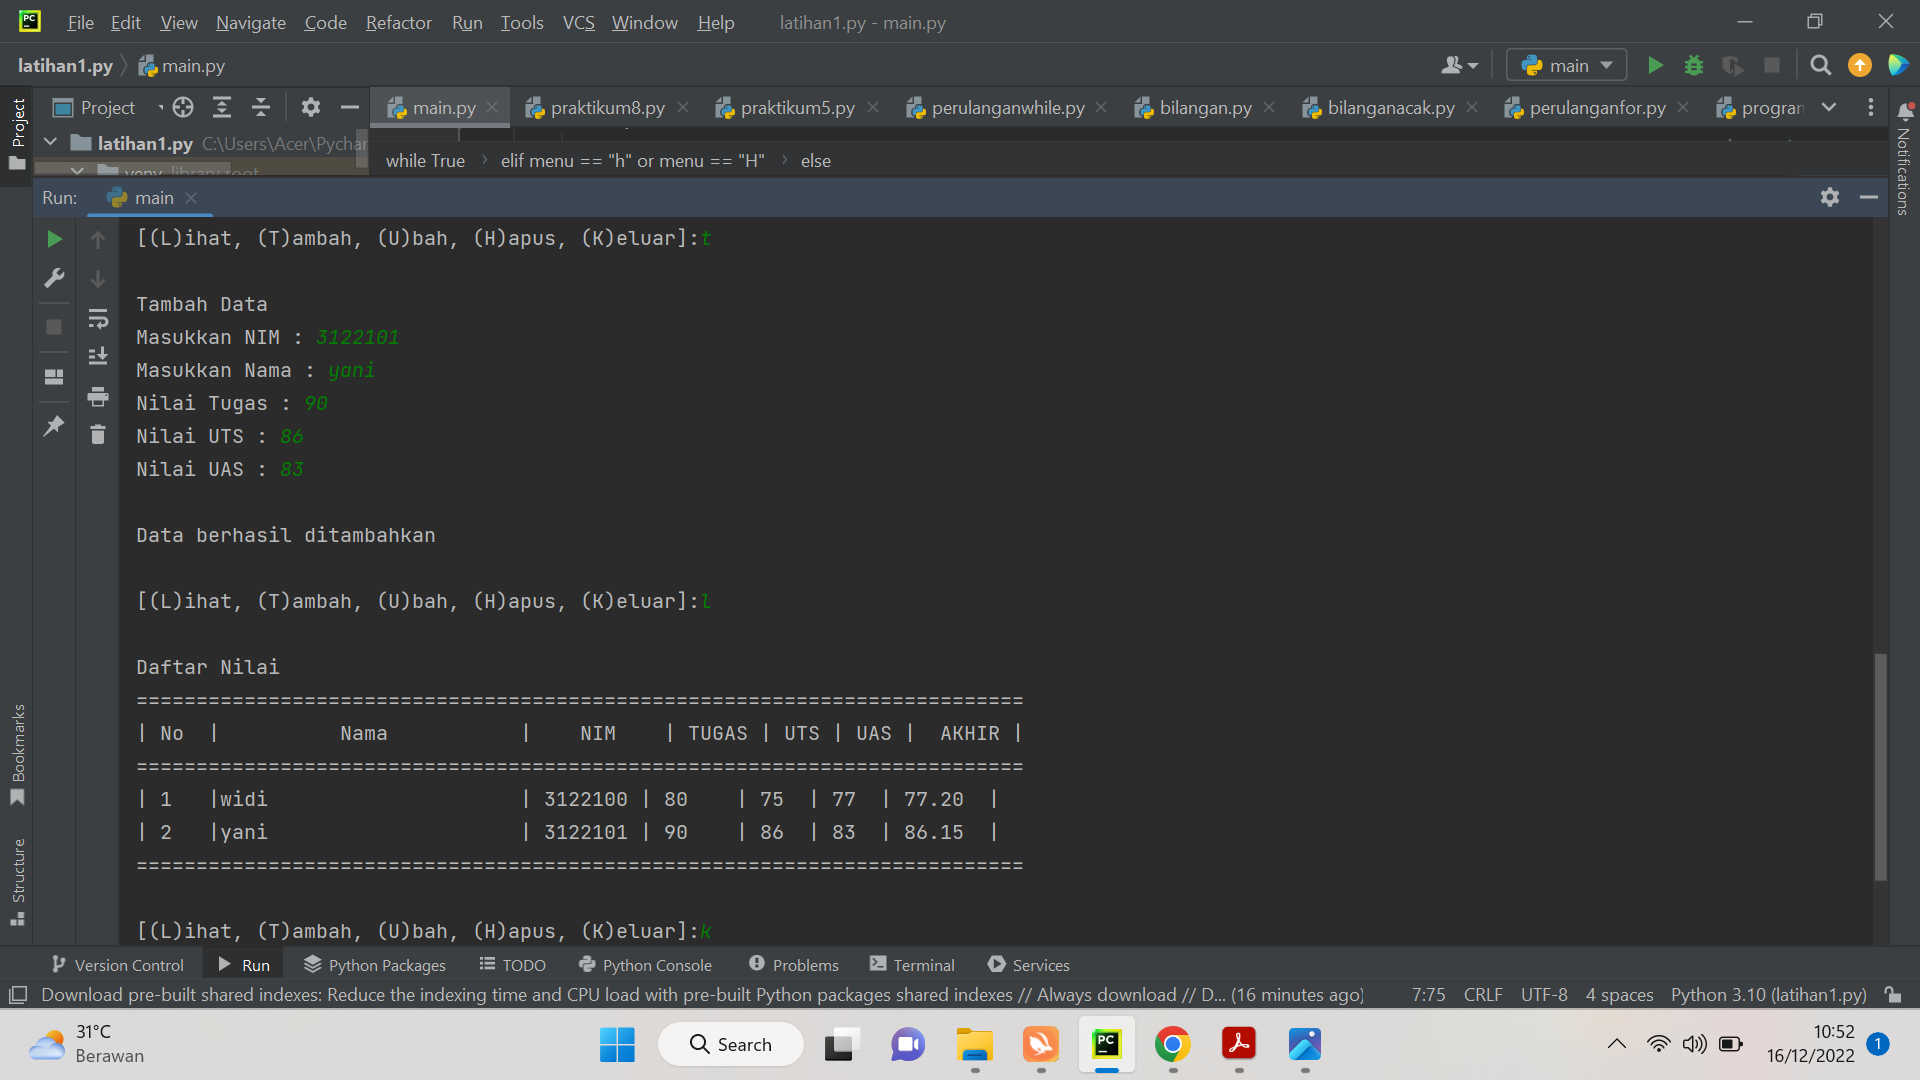 File Edit View Navigate Code Refactor Run Tools VCS Window Help latihan1.py - main.py
latihan1.py main.py main
Project main.py praktikum8.py praktikum5.py perulanganwhile.py bilangan.py bilanganacak.py perulanganfor.py program
latihan1.py C:\Users\Acer\Pychar
venv library root
while True elif menu == "h" or menu == "H" else
Project
Notifications
Run: main
[(L)ihat, (T)ambah, (U)bah, (H)apus, (K)eluar]:t
Tambah Data
Masukkan NIM : 3122101
Masukkan Nama : yani
Nilai Tugas : 90
Nilai UTS : 86
Nilai UAS : 83
Data berhasil ditambahkan
[(L)ihat, (T)ambah, (U)bah, (H)apus, (K)eluar]:l
Daftar Nilai
==========================================================================
| No | Nama | NIM | TUGAS | UTS | UAS | AKHIR |
==========================================================================
| 1 |widi | 3122100 | 80 | 75 | 77 | 77.20 |
| 2 |yani | 3122101 | 90 | 86 | 83 | 86.15 |
==========================================================================
[(L)ihat, (T)ambah, (U)bah, (H)apus, (K)eluar]:k
Bookmarks
Structure
Version Control Run Python Packages TODO Python Console Problems Terminal Services
Download pre-built shared indexes: Reduce the indexing time and CPU load with pre-built Python packages shared indexes // Always download // D... (16 minutes ago) 7:75 CRLF UTF-8 4 spaces Python 3.10 (latihan1.py)
31°C
Berawan
Search
10:52
16/12/2022
1